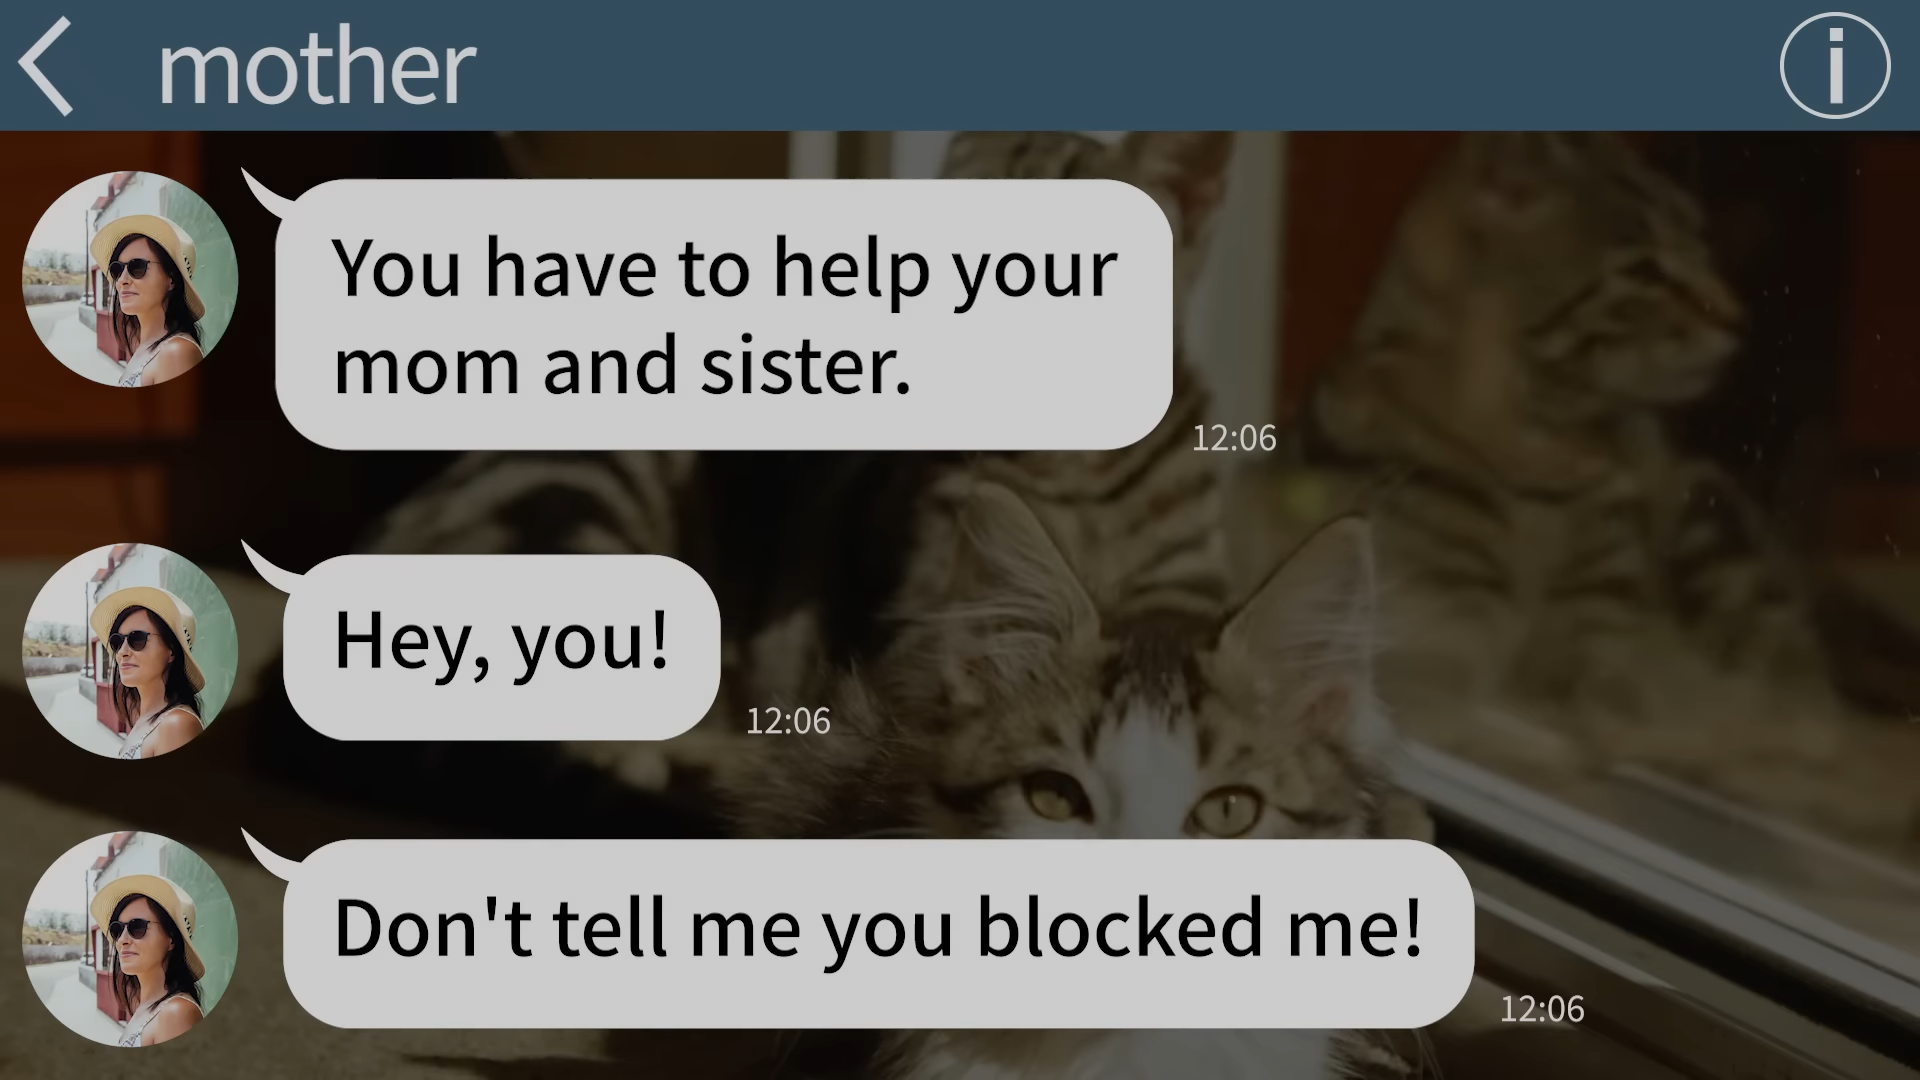 mother
You have to help your
mom and sister.
12:06
Hey, you!
12:06
Don't tell me you blocked me!
12:06